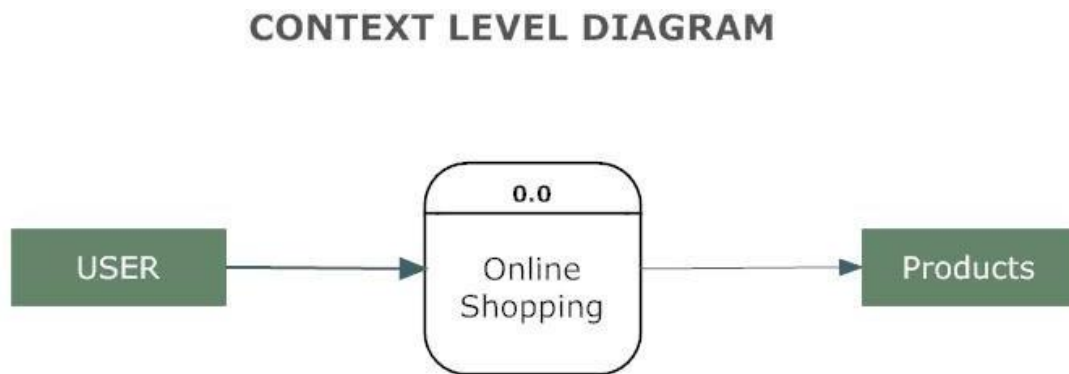 CONTEXT LEVEL DIAGRAM
0.0
USER
Online
Shopping
Products